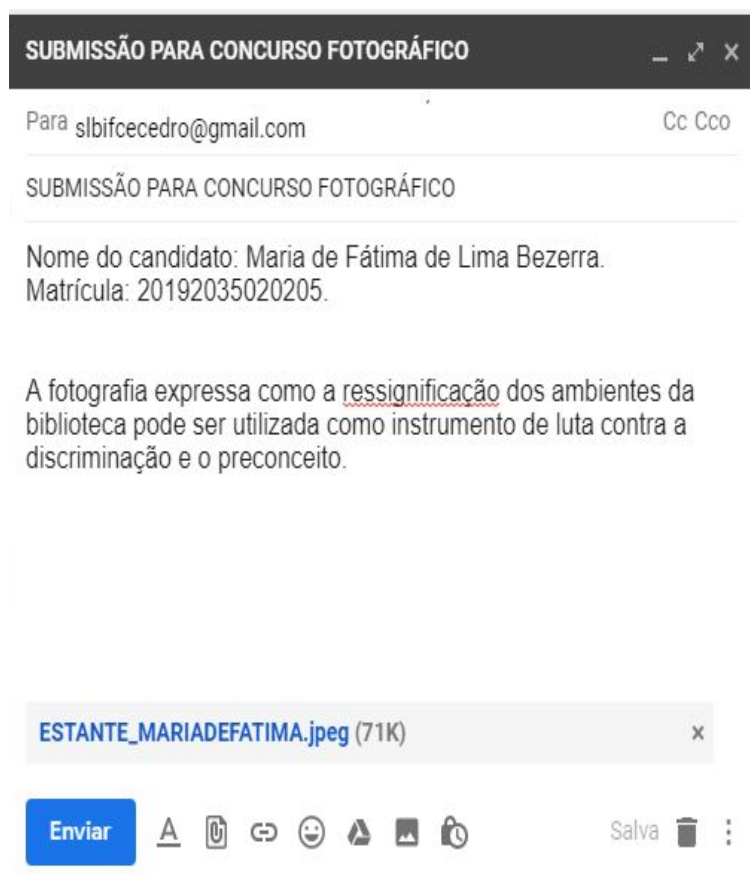 SUBMISSÃO PARA CONCURSO FOTOGRÁFICO
Para slbifcecedro@gmail.com Cc Cco
SUBMISSÃO PARA CONCURSO FOTOGRÁFICO
Nome do candidato: Maria de Fátima de Lima Bezerra.
Matrícula: 20192035020205.
A fotografia expressa como a ressignificação dos ambientes da
biblioteca pode ser utilizada como instrumento de luta contra a
discriminação e o preconceito.
ESTANTE_MARIADEFATIMA.jpeg (71K)
Enviar Salva